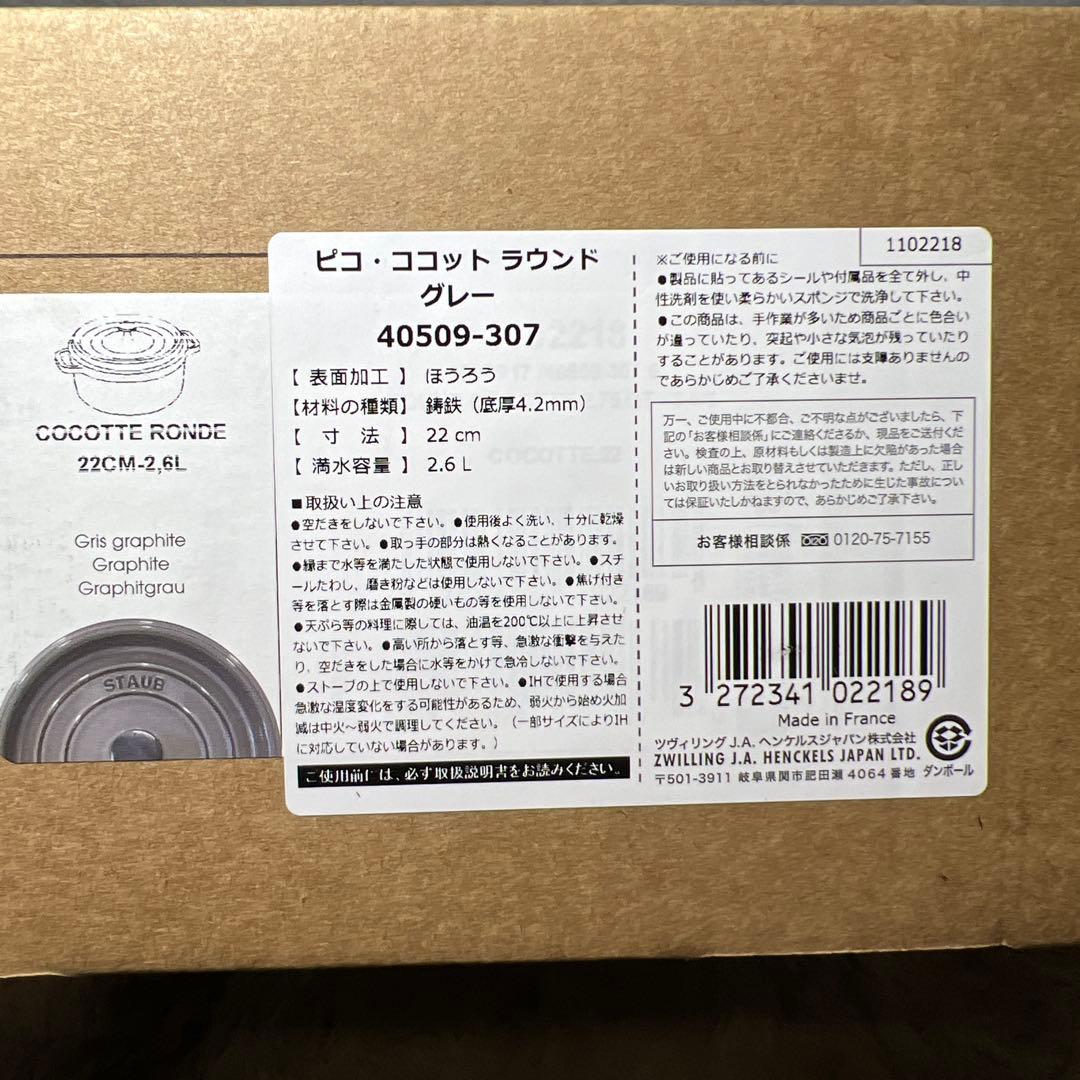 COCOTTE RONDE
22CM-2,6L
Gris graphite
Graphite
Graphitgrau
STAUB
ピコ・ココット ラウンド
グレー
40509-307
【 表面加工 】 ほうろう
【材料の種類】 鋳鉄（底厚4.2mm）
【 寸 法 】 22 cm
【 満水容量 】 2.6 L
■取扱い上の注意
●空だきをしないで下さい。●使用後よく洗い、十分に乾燥
させて下さい。●取っ手の部分は熱くなることがあります。
●縁まで水等を満たした状態で使用しないで下さい。●スチ
ールたわし、磨き粉などは使用しないで下さい。●焦げ付き
等を落とす際は金属製の硬いもの等を使用しないで下さい。
●天ぷら等の料理に際しては、油温を200℃以上に上昇させ
ないで下さい。●高い所から落とす等、急激な衝撃を与えた
り、空だきをした場合に水等をかけて急冷しないで下さい。
●ストーブの上で使用しないで下さい。●IHで使用する場合
急激な温度変化をする可能性があるため、弱火から始め火加
減は中火～弱火で調理してください。（一部サイズによりIH
に対応していない場合があります。）
ご使用前には、必ず取扱説明書をお読みください。
1102218
※ご使用になる前に
●製品に貼ってあるシールや付属品を全て外し、中
性洗剤を使い柔らかいスポンジで洗浄して下さい。
●この商品は、手作業が多いため商品ごとに色合い
が違っていたり、突起や小さな気泡が残っていたり
することがあります。ご使用には支障ありませんの
であらかじめご了承くださいませ。
万一、ご使用中に不都合、ご不明な点がございましたら、下
記の「お客様相談係」にご連絡くださるか、現品をご送付くだ
さい。検査の上、原材料もしくは製造上に欠陥があった場合
は新しい商品とお取り替えさせていただきます。ただし、正し
いお取り扱い方法をとられなかったために生じた事故につい
ては保証いたしかねますので、あらかじめご了承下さい。
お客様相談係 0120-75-7155
3 272341 022189
Made in France
ツヴィリング J.A. ヘンケルスジャパン株式会社
ZWILLING J.A. HENCKELS JAPAN LTD.
〒501-3911 岐阜県関市肥田瀬 4064 番地
ダンボール